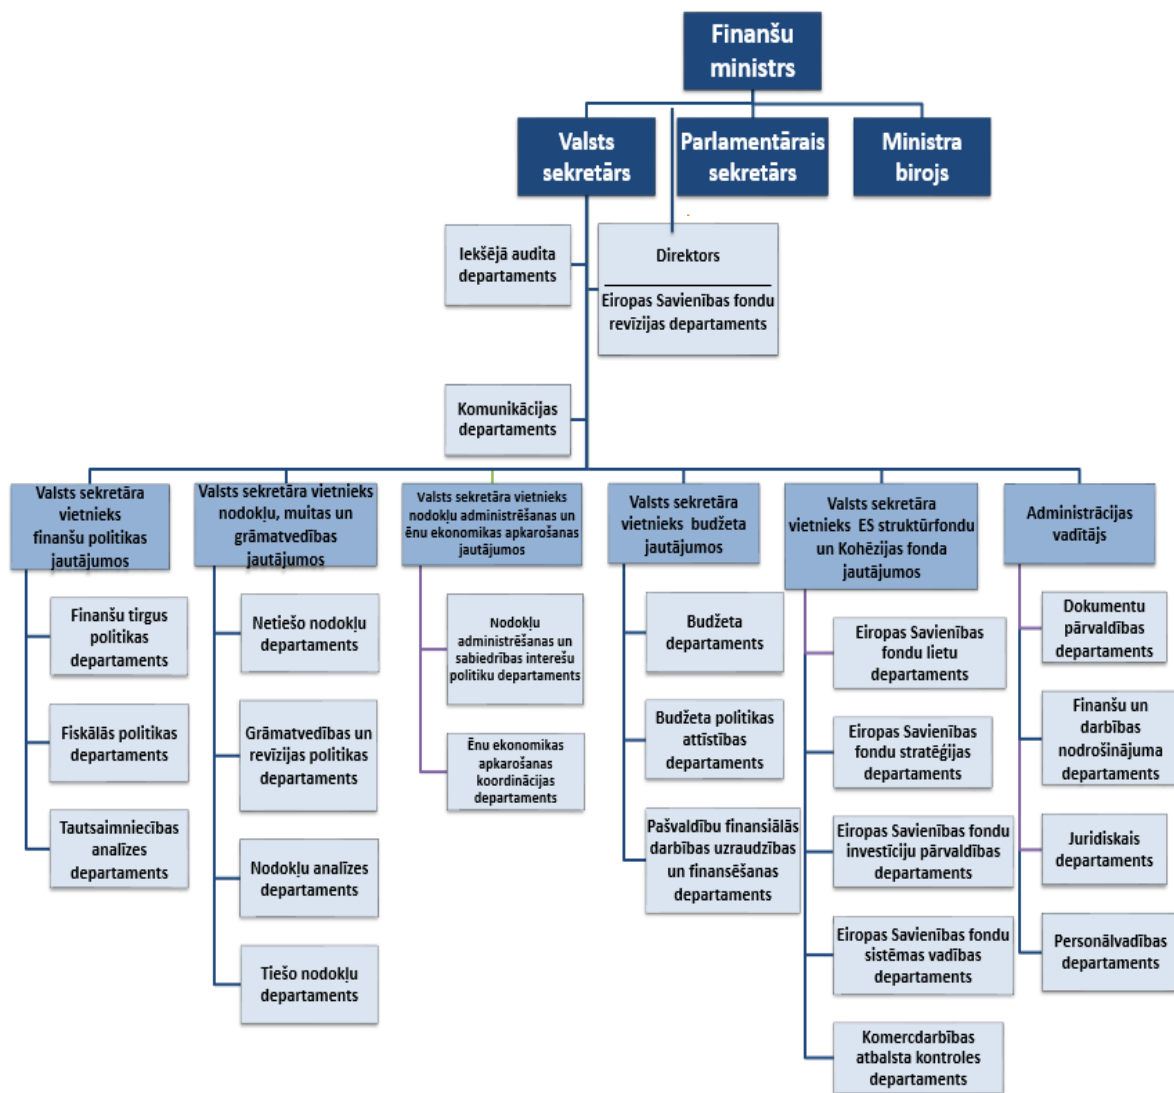 Finanšu
ministrs
Valsts
sekretārs
Parlamentārais
sekretārs
Ministra
birojs
Iekšējā audita
departaments
Direktors
Eiropas Savienības fondu
revīzijas departaments
Komunikācijas
departaments
Valsts sekretāra
vietnieks
finanšu politikas
jautājumos
Valsts sekretāra vietnieks
nodokļu, muitas un
grāmatvedības
jautājumos
Valsts sekretāra vietnieks
nodokļu administrēšanas un
ēnu ekonomikas apkarošanas
jautājumos
Valsts sekretāra
vietnieks budžeta
jautājumos
Valsts sekretāra
vietnieks ES struktūrfondu
un Kohēzijas fonda
jautājumos
Administrācijas
vadītājs
Finanšu tirgus
politikas
departaments
Fiskālās politikas
departaments
Tautsaimniecības
analīzes
departaments
Netiešo nodokļu
departaments
Grāmatvedības un
revīzijas politikas
departaments
Nodokļu analīzes
departaments
Tiešo nodokļu
departaments
Nodokļu
administrēšanas un
sabiedrības interešu
politiku departaments
Ēnu ekonomikas
apkarošanas
koordinācijas
departaments
Budžeta
departaments
Budžeta politikas
attīstības
departaments
Pašvaldību finansiālās
darbības uzraudzības
un finansēšanas
departaments
Eiropas Savienības
fondu lietu
departaments
Eiropas Savienības
fondu stratēģijas
departaments
Eiropas Savienības fondu
investīciju pārvaldības
departaments
Eiropas Savienības fondu
sistēmas vadības
departaments
Komercdarbības
atbalsta kontroles
departaments
Dokumentu
pārvaldības
departaments
Finanšu un
darbības
nodrošinājuma
departaments
Juridiskais
departaments
Personālvadības
departaments